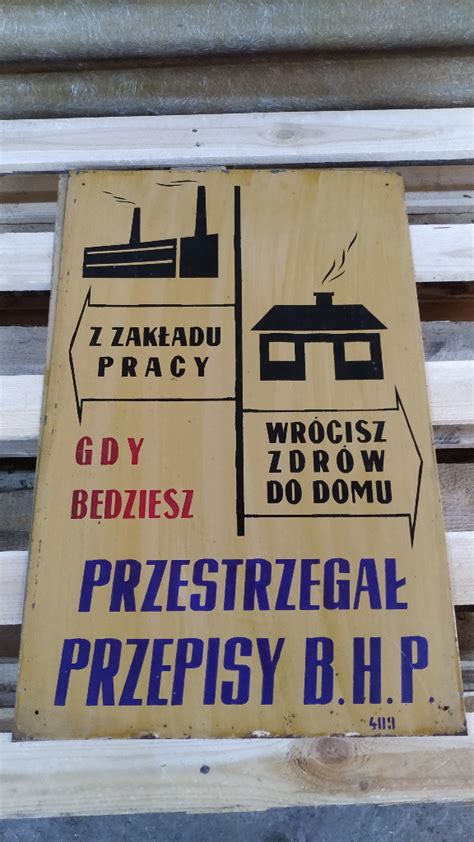 Z ZAKŁADU
PRACY
WRÓCISZ
ZDRÓW
DO DOMU
GDY
BEDZIESZ
PRZESTRZEGAŁ
PRZEPISY B.H.P.
409